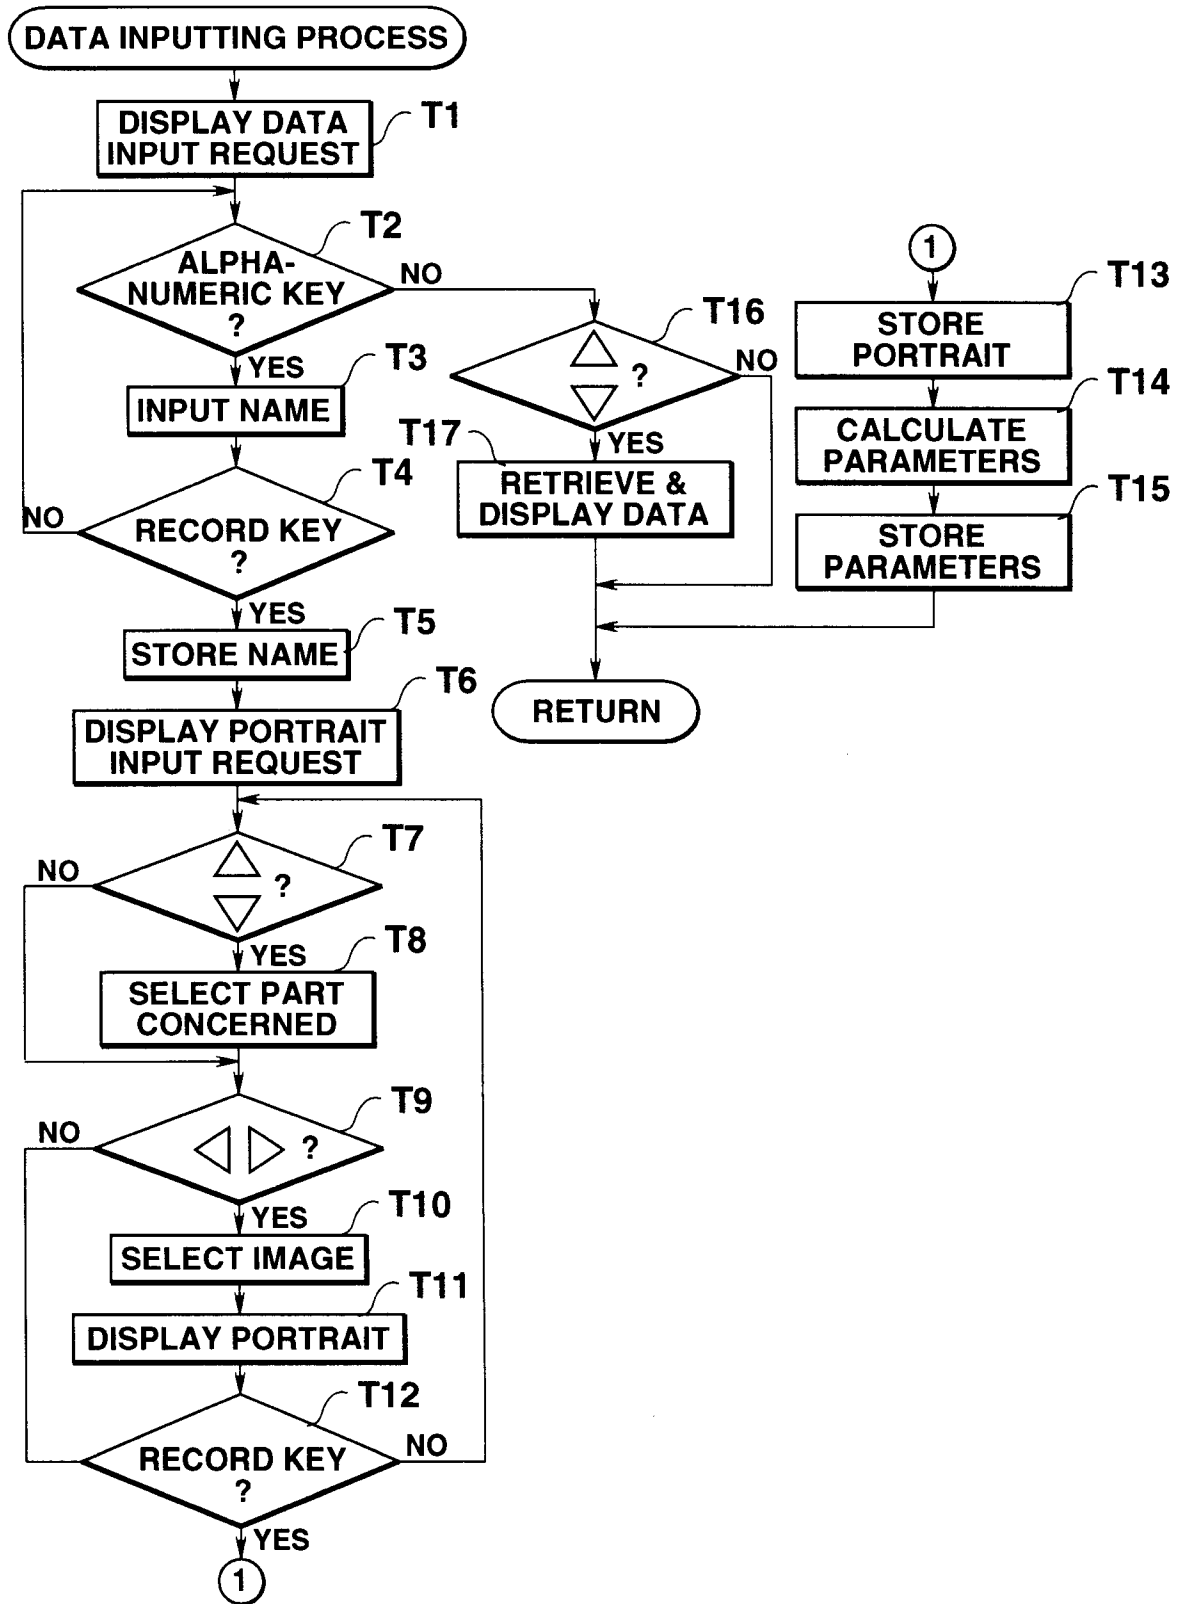 DATA INPUTTING PROCESS
T1
DISPLAY DATA
INPUT REQUEST
T2
ALPHA-
NUMERIC KEY
?
NO
YES
T3
INPUT NAME
T4
RECORD KEY
?
NO
YES
T5
STORE NAME
T6
DISPLAY PORTRAIT
INPUT REQUEST
T7
?
NO
YES
T8
SELECT PART
CONCERNED
T9
?
NO
YES
T10
SELECT IMAGE
T11
DISPLAY PORTRAIT
T12
RECORD KEY
?
NO
YES
1
T16
?
NO
YES
T17
RETRIEVE &
DISPLAY DATA
RETURN
1
T13
STORE
PORTRAIT
T14
CALCULATE
PARAMETERS
T15
STORE
PARAMETERS